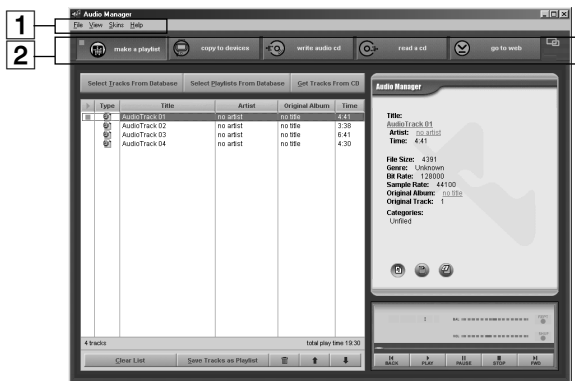 Audio Manager
1
File View Skins Help
2
make a playlist copy to devices write audio cd read a cd go to web
Select Tracks From Database Select Playlists From Database Get Tracks From CD
Type Title Artist Original Album Time
AudioTrack 01 no artist no title 4:41
AudioTrack 02 no artist no title 3:38
AudioTrack 03 no artist no title 6:41
AudioTrack 04 no artist no title 4:30
4 tracks total play time 19:30
Clear List Save Tracks as Playlist
Audio Manager
Title:
AudioTrack 01
Artist: no artist
Time: 4:41
File Size: 4391
Genre: Unknown
Bit Rate: 128000
Sample Rate: 44100
Original Album: no title
Original Track: 1
Categories:
Unfiled
BACK PLAY PAUSE STOP FWD